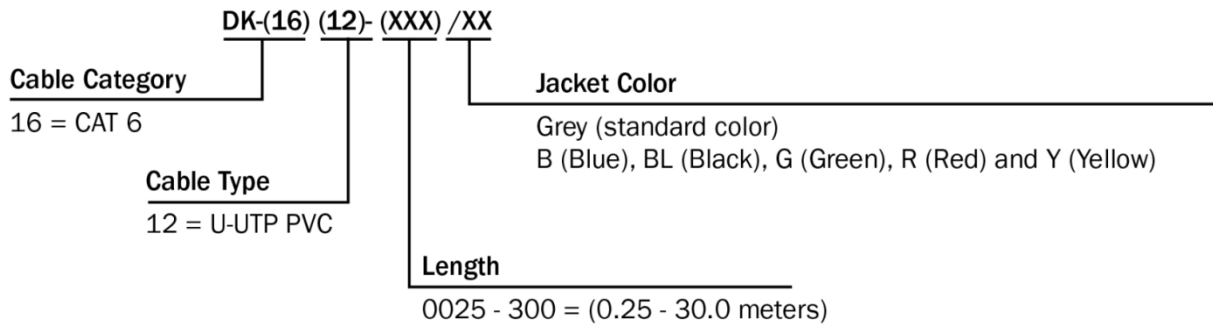 DK-(16) (12)- (XXX) /XX
Cable Category
16 = CAT 6
Jacket Color
Grey (standard color)
B (Blue), BL (Black), G (Green), R (Red) and Y (Yellow)
Cable Type
12 = U-UTP PVC
Length
0025 - 300 = (0.25 - 30.0 meters)